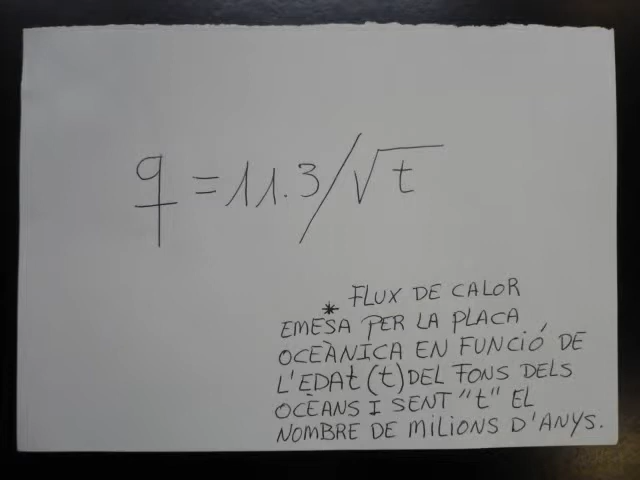 q = 11.3/√t
* FLUX DE CALOR
EMESA PER LA PLACA
OCEÀNICA EN FUNCIÓ DE
L'EDAt (t) DEL FONS DELS
OCÈANS I SENT "t" EL
NOMBRE DE MILIONS D'ANYS.